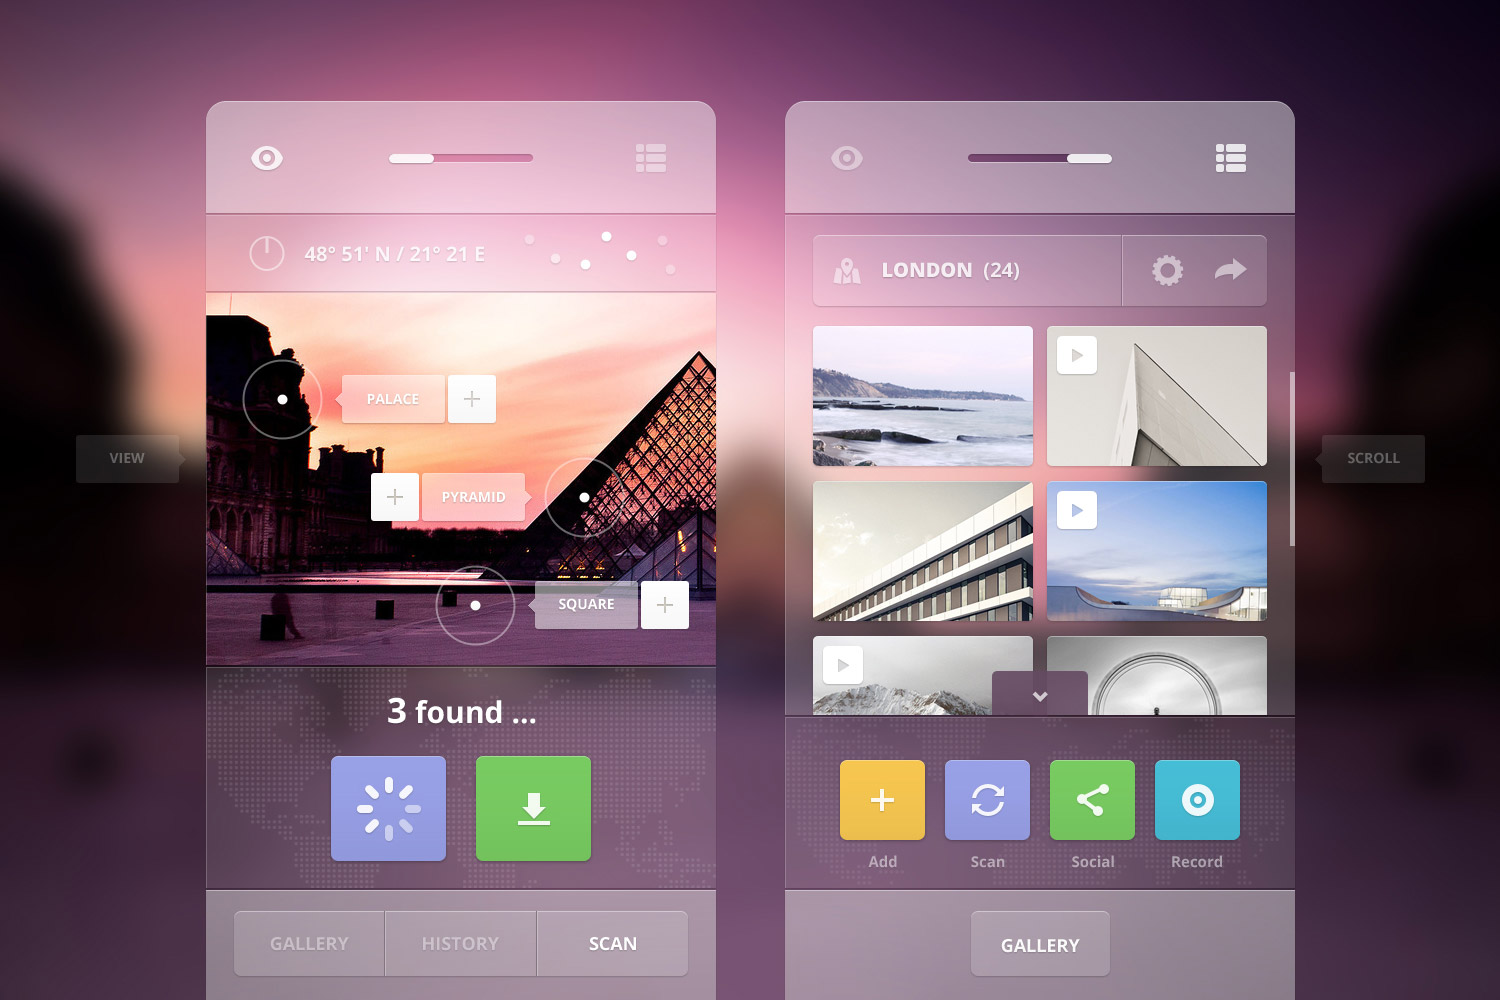 48° 51' N / 21° 21 E
PALACE
PYRAMID
SQUARE
VIEW
3 found ...
GALLERY HISTORY SCAN
LONDON (24)
SCROLL
Add Scan Social Record
GALLERY